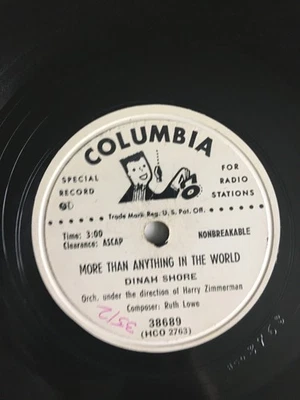 COLUMBIA
SPECIAL RECORD
FOR RADIO STATIONS
Trade Mark Reg. U. S. Pat. Off.
Time: 3:00
NONBREAKABLE
Clearance: ASCAP
MORE THAN ANYTHING IN THE WORLD
DINAH SHORE
Orch. under the direction of Harry Zimmerman
Composer: Ruth Lowe
35/2
38689
(HCO 2763)